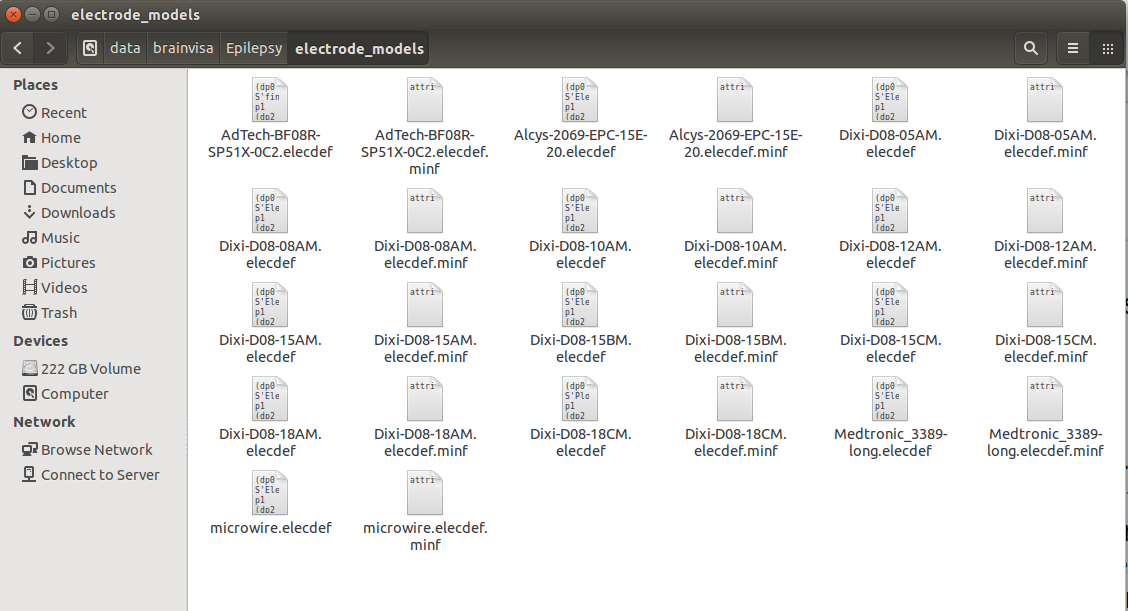 electrode_models
data brainvisa Epilepsy electrode_models
Places
Recent
Home
Desktop
Documents
Downloads
Music
Pictures
Videos
Trash
Devices
222 GB Volume
Computer
Network
Browse Network
Connect to Server
(dp0
S'fin
p1
(dp2
AdTech-BF08R-
SP51X-0C2.elecdef
attri
AdTech-BF08R-
SP51X-0C2.elecdef.
minf
(dp0
S'Ele
p1
(dp2
Alcys-2069-EPC-15E-
20.elecdef
attri
Alcys-2069-EPC-15E-
20.elecdef.minf
(dp0
S'Ele
p1
(dp2
Dixi-D08-05AM.
elecdef
attri
Dixi-D08-05AM.
elecdef.minf
(dp0
S'Ele
p1
(dp2
Dixi-D08-08AM.
elecdef
attri
Dixi-D08-08AM.
elecdef.minf
(dp0
S'Ele
p1
(dp2
Dixi-D08-10AM.
elecdef
attri
Dixi-D08-10AM.
elecdef.minf
(dp0
S'Ele
p1
(dp2
Dixi-D08-12AM.
elecdef
attri
Dixi-D08-12AM.
elecdef.minf
(dp0
S'Ele
p1
(dp2
Dixi-D08-15AM.
elecdef
attri
Dixi-D08-15AM.
elecdef.minf
(dp0
S'Ele
p1
(dp2
Dixi-D08-15BM.
elecdef
attri
Dixi-D08-15BM.
elecdef.minf
(dp0
S'Ele
p1
(dp2
Dixi-D08-15CM.
elecdef
attri
Dixi-D08-15CM.
elecdef.minf
(dp0
S'Ele
p1
(dp2
Dixi-D08-18AM.
elecdef
attri
Dixi-D08-18AM.
elecdef.minf
(dp0
S'Plo
p1
(dp2
Dixi-D08-18CM.
elecdef
attri
Dixi-D08-18CM.
elecdef.minf
(dp0
S'Ele
p1
(dp2
Medtronic_3389-
long.elecdef
attri
Medtronic_3389-
long.elecdef.minf
(dp0
S'Ele
p1
(dp2
microwire.elecdef
attri
microwire.elecdef.
minf